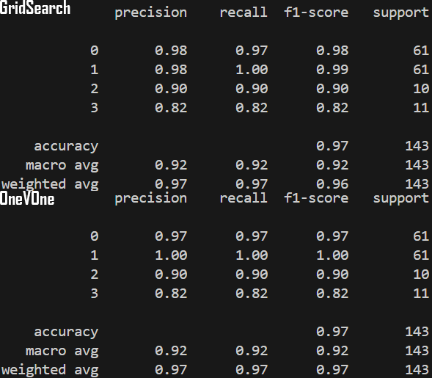 GridSearch precision recall f1-score support
0 0.98 0.97 0.98 61
1 0.98 1.00 0.99 61
2 0.90 0.90 0.90 10
3 0.82 0.82 0.82 11
accuracy 0.97 143
macro avg 0.92 0.92 0.92 143
weighted avg 0.97 0.97 0.96 143
OneVOne precision recall f1-score support
0 0.97 0.97 0.97 61
1 1.00 1.00 1.00 61
2 0.90 0.90 0.90 10
3 0.82 0.82 0.82 11
accuracy 0.97 143
macro avg 0.92 0.92 0.92 143
weighted avg 0.97 0.97 0.97 143